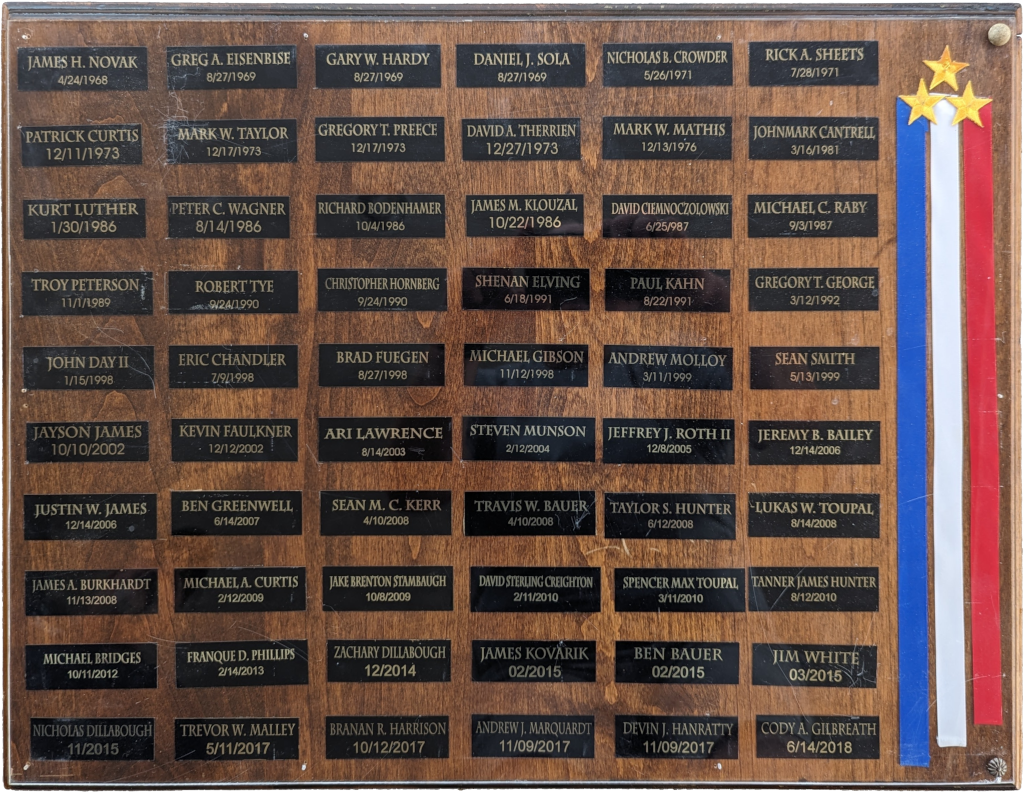 JAMES H. NOVAK
4/24/1968
GREG A. EISENBISE
8/27/1969
GARY W. HARDY
8/27/1969
DANIEL J. SOLA
8/27/1969
NICHOLAS B. CROWDER
5/26/1971
RICK A. SHEETS
7/28/1971
PATRICK CURTIS
12/11/1973
MARK W. TAYLOR
12/17/1973
GREGORY T. PREECE
12/17/1973
DAVID A. THERRIEN
12/27/1973
MARK W. MATHIS
12/13/1976
JOHNMARK CANTRELL
3/16/1981
KURT LUTHER
1/30/1986
PETER C. WAGNER
8/14/1986
RICHARD BODENHAMER
10/4/1986
JAMES M. KLOUZAL
10/22/1986
DAVID CIEMNOCZOLOWSKI
6/25/987
MICHAEL C. RABY
9/3/1987
TROY PETERSON
11/1/1989
ROBERT TYE
9/24/1990
CHRISTOPHER HORNBERG
9/24/1990
SHENAN ELVING
6/18/1991
PAUL KAHN
8/22/1991
GREGORY T. GEORGE
3/12/1992
JOHN DAY II
1/15/1998
ERIC CHANDLER
7/9/1998
BRAD FUEGEN
8/27/1998
MICHAEL GIBSON
11/12/1998
ANDREW MOLLOY
3/11/1999
SEAN SMITH
5/13/1999
JAYSON JAMES
10/10/2002
KEVIN FAULKNER
12/12/2002
ARI LAWRENCE
8/14/2003
STEVEN MUNSON
2/12/2004
JEFFREY J. ROTH II
12/8/2005
JEREMY B. BAILEY
12/14/2006
JUSTIN W. JAMES
12/14/2006
BEN GREENWELL
6/14/2007
SEAN M. C. KERR
4/10/2008
TRAVIS W. BAUER
4/10/2008
TAYLOR S. HUNTER
6/12/2008
LUKAS W. TOUPAL
8/14/2008
JAMES A. BURKHARDT
11/13/2008
MICHAEL A. CURTIS
2/12/2009
JAKE BRENTON STAMBAUGH
10/8/2009
DAVID STERLING CREIGHTON
2/11/2010
SPENCER MAX TOUPAL
3/11/2010
TANNER JAMES HUNTER
8/12/2010
MICHAEL BRIDGES
10/11/2012
FRANQUE D. PHILLIPS
2/14/2013
ZACHARY DILLABOUGH
12/2014
JAMES KOVARIK
02/2015
BEN BAUER
02/2015
JIM WHITE
03/2015
NICHOLAS DILLABOUGH
11/2015
TREVOR W. MALLEY
5/11/2017
BRANAN R. HARRISON
10/12/2017
ANDREW J. MARQUARDT
11/09/2017
DEVIN J. HANRATTY
11/09/2017
CODY A. GILBREATH
6/14/2018